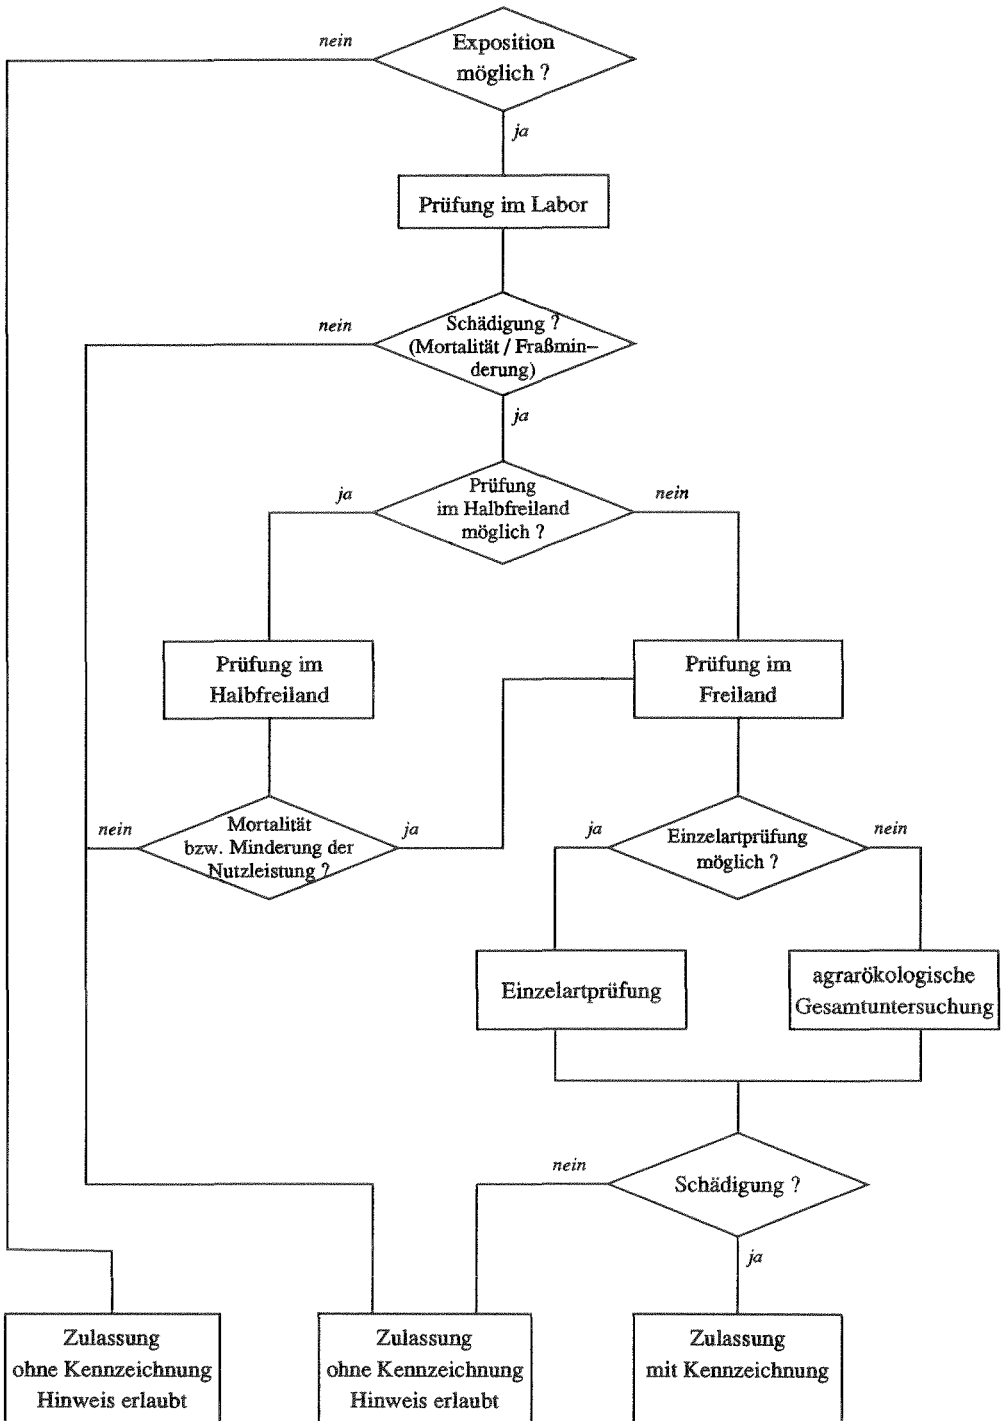 nein
Exposition
möglich ?
ja
Prüfung im Labor
nein
Schädigung ?
(Mortalität / Fraßmin-
derung)
ja
ja
Prüfung
im Halbfreiland
möglich ?
nein
Prüfung im
Halbfreiland
Prüfung im
Freiland
nein
Mortalität
bzw. Minderung der
Nutzleistung ?
ja
ja
Einzelartprüfung
möglich ?
nein
Einzelartprüfung
agrarökologische
Gesamtuntersuchung
nein
Schädigung ?
ja
Zulassung
ohne Kennzeichnung
Hinweis erlaubt
Zulassung
ohne Kennzeichnung
Hinweis erlaubt
Zulassung
mit Kennzeichnung